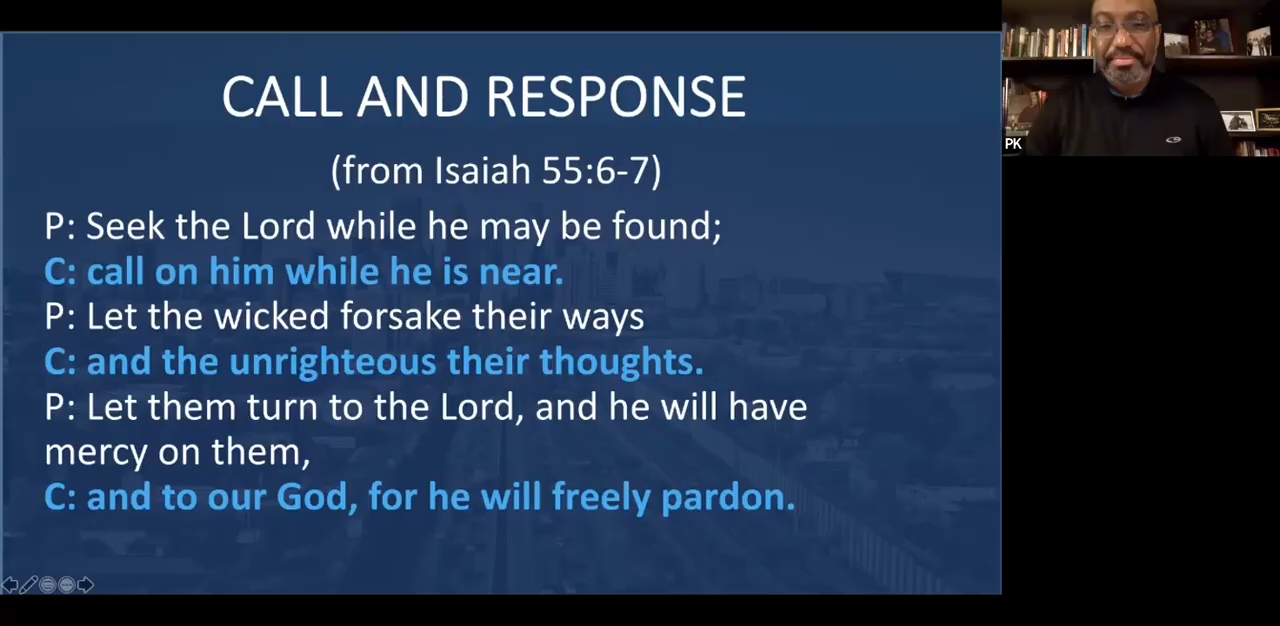 CALL AND RESPONSE
(from Isaiah 55:6-7)
P: Seek the Lord while he may be found;
C: call on him while he is near.
P: Let the wicked forsake their ways
C: and the unrighteous their thoughts.
P: Let them turn to the Lord, and he will have
mercy on them,
C: and to our God, for he will freely pardon.
PK